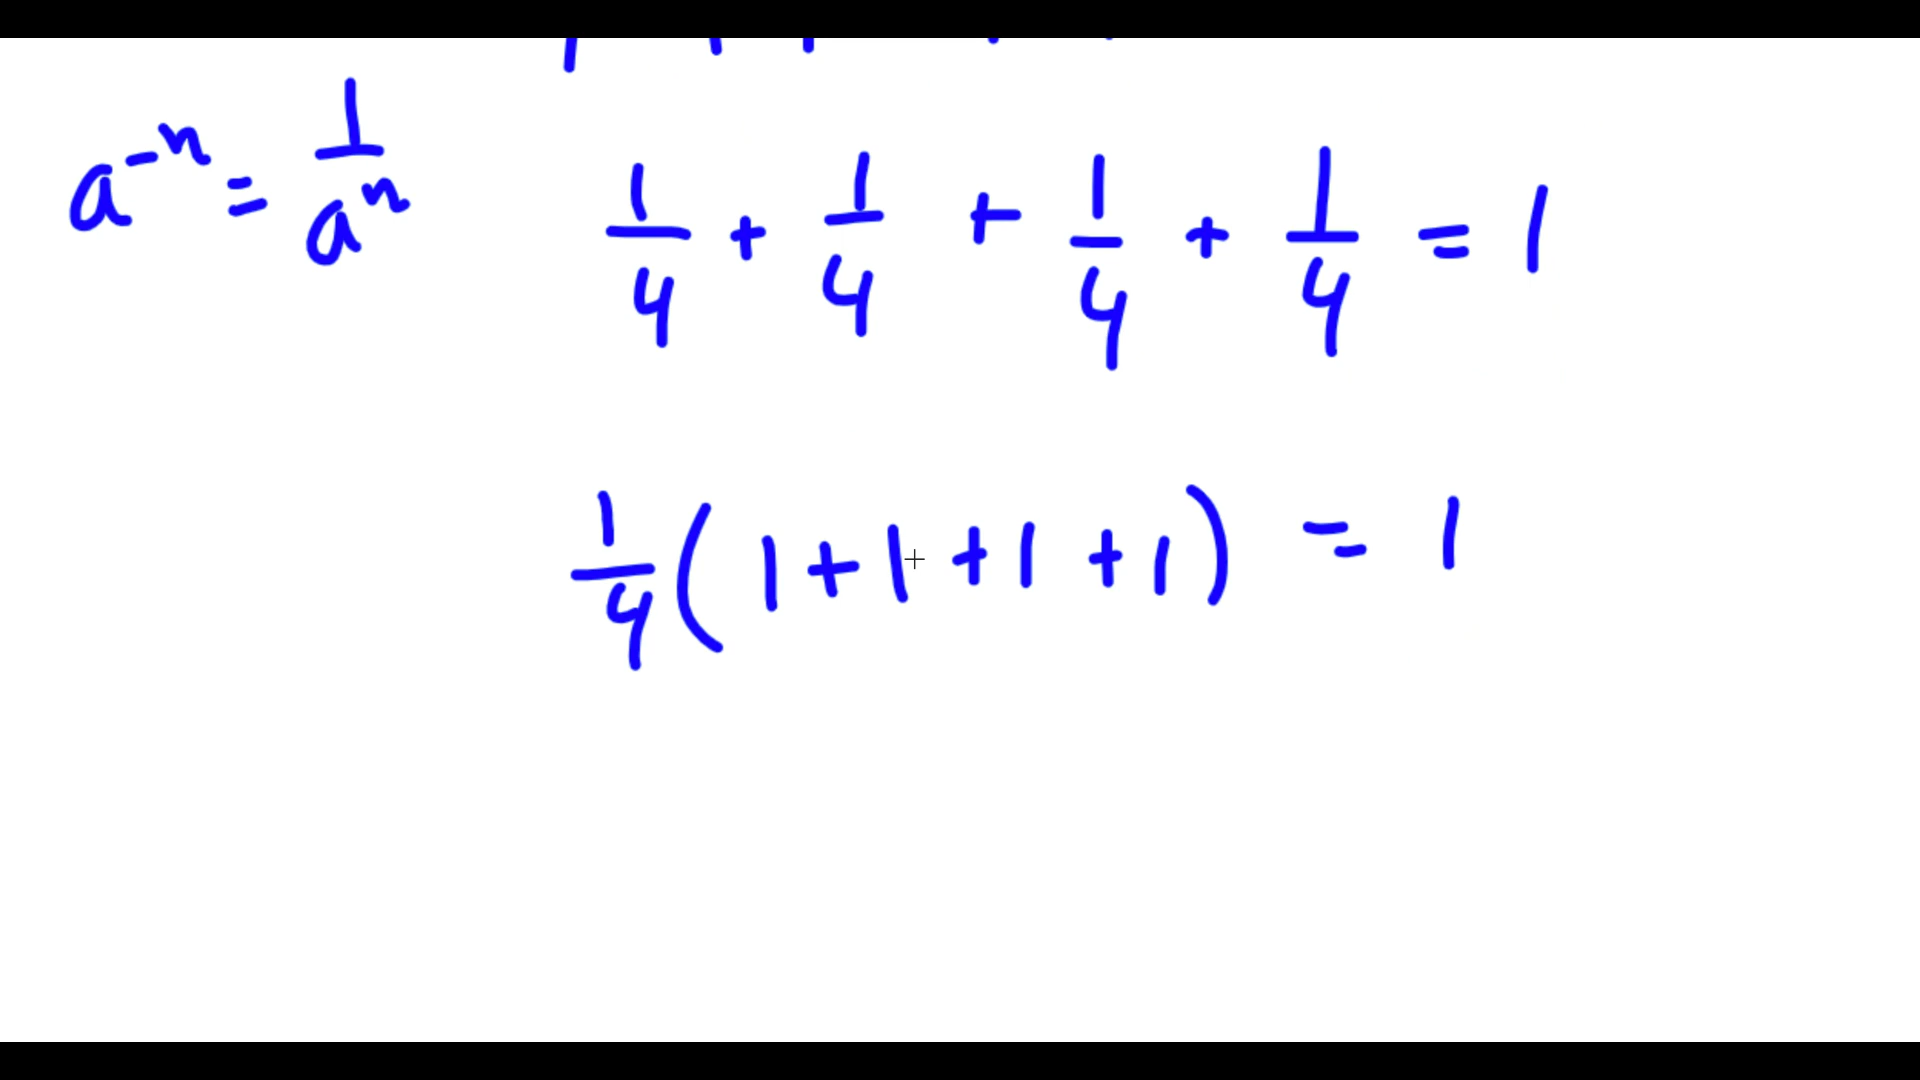 a^{-n} = 1/a^n
1/4 + 1/4 + 1/4 + 1/4 = 1
1/4 (1 + 1 + 1 + 1) = 1